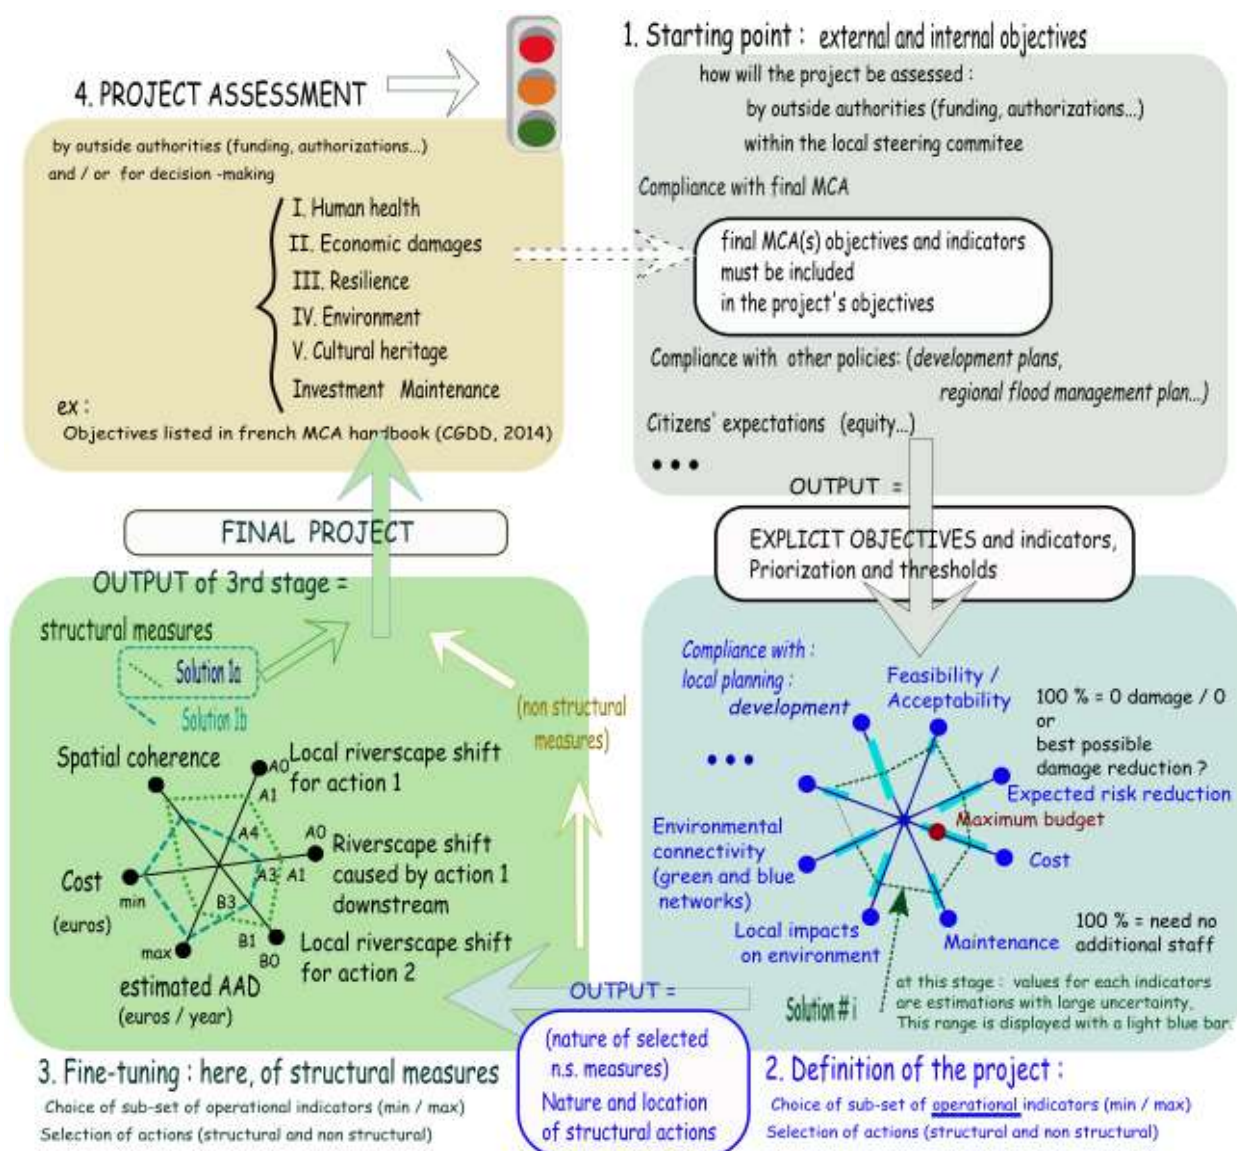 1. Starting point : external and internal objectives
how will the project be assessed :
by outside authorities (funding, authorizations...)
within the local steering commitee
Compliance with final MCA
final MCA(s) objectives and indicators
must be included
in the project's objectives
Compliance with other policies: (development plans,
regional flood management plan...)
Citizens' expectations (equity...)
...
OUTPUT =
EXPLICIT OBJECTIVES and indicators,
Priorization and thresholds
Compliance with :
local planning :
development
...
Feasibility /
Acceptability
100 % = 0 damage / 0
or
best possible
damage reduction ?
Expected risk reduction
Maximum budget
Cost
Environmental
connectivity
(green and blue
networks)
Local impacts
on environment
Maintenance
100 % = need no
additional staff
Solution # i
at this stage : values for each indicators
are estimations with large uncertainty.
This range is displayed with a light blue bar.
2. Definition of the project :
Choice of sub-set of operational indicators (min / max)
Selection of actions (structural and non structural)
OUTPUT =
(nature of selected
n.s. measures)
Nature and location
of structural actions
3. Fine-tuning : here, of structural measures
Choice of sub-set of operational indicators (min / max)
Selection of actions (structural and non structural)
OUTPUT of 3rd stage =
structural measures
Solution 1a
Solution 1b
(non structural
measures)
Spatial coherence
A0
Local riverscape shift
for action 1
A1
A4
A0
Riverscape shift
caused by action 1
downstream
A3
A1
Cost
(euros)
min
B3
B1
B0
Local riverscape shift
for action 2
max
estimated AAD
(euros / year)
FINAL PROJECT
4. PROJECT ASSESSMENT
by outside authorities (funding, authorizations...)
and / or for decision -making
I. Human health
II. Economic damages
III. Resilience
IV. Environment
V. Cultural heritage
Investment Maintenance
ex :
Objectives listed in french MCA handbook (CGDD, 2014)